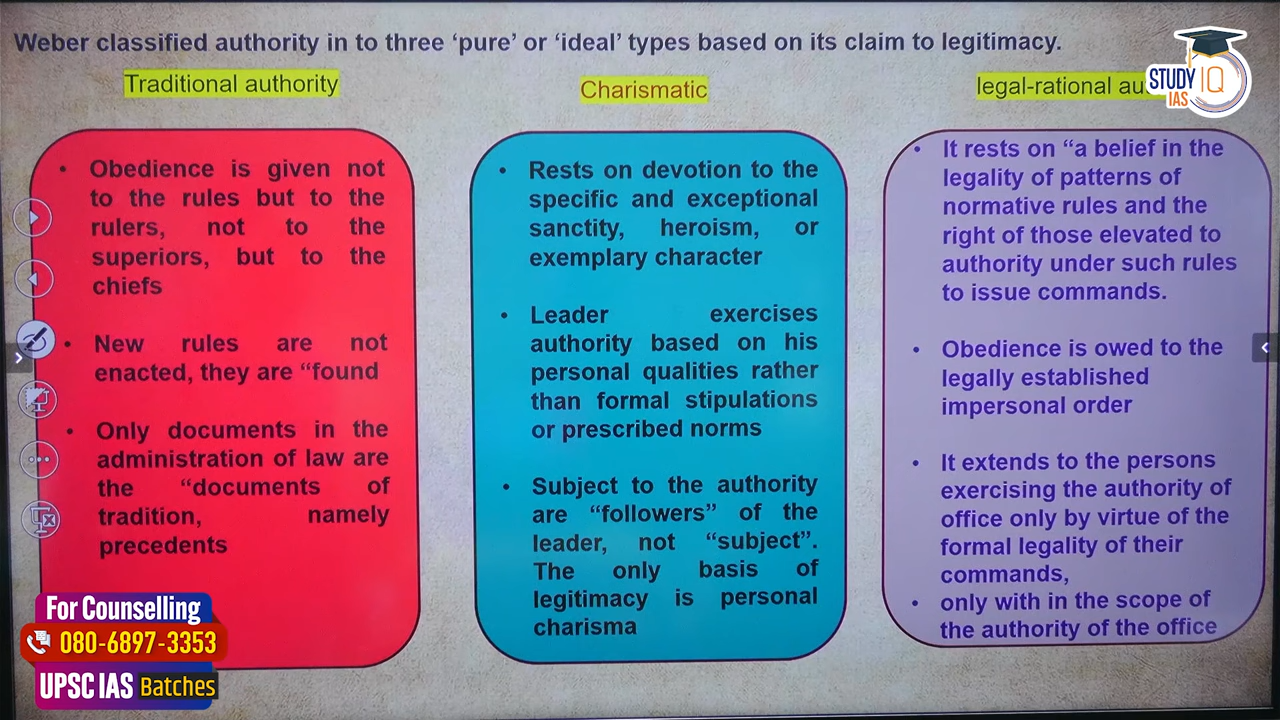 Weber classified authority in to three ‘pure’ or ‘ideal’ types based on its claim to legitimacy.
Traditional authority
Obedience is given not
to the rules but to the
rulers, not to the
superiors, but to the
chiefs
New rules are not
enacted, they are “found
Only documents in the
administration of law are
the “documents of
tradition, namely
precedents
Charismatic
Rests on devotion to the
specific and exceptional
sanctity, heroism, or
exemplary character
Leader exercises
authority based on his
personal qualities rather
than formal stipulations
or prescribed norms
Subject to the authority
are “followers” of the
leader, not “subject”.
The only basis of
legitimacy is personal
charisma
legal-rational au
It rests on “a belief in the
legality of patterns of
normative rules and the
right of those elevated to
authority under such rules
to issue commands.
Obedience is owed to the
legally established
impersonal order
It extends to the persons
exercising the authority of
office only by virtue of the
formal legality of their
commands,
only with in the scope of
the authority of the office
STUDY IQ
IAS
For Counselling
080-6897-3353
UPSC IAS Batches